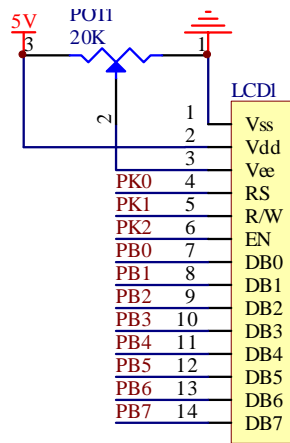 POT1
5V
3
20K
1
2
LCD1
1 Vss
2 Vdd
3 Vee
PK0 4 RS
PK1 5 R/W
PK2 6 EN
PB0 7 DB0
PB1 8 DB1
PB2 9 DB2
PB3 10 DB3
PB4 11 DB4
PB5 12 DB5
PB6 13 DB6
PB7 14 DB7